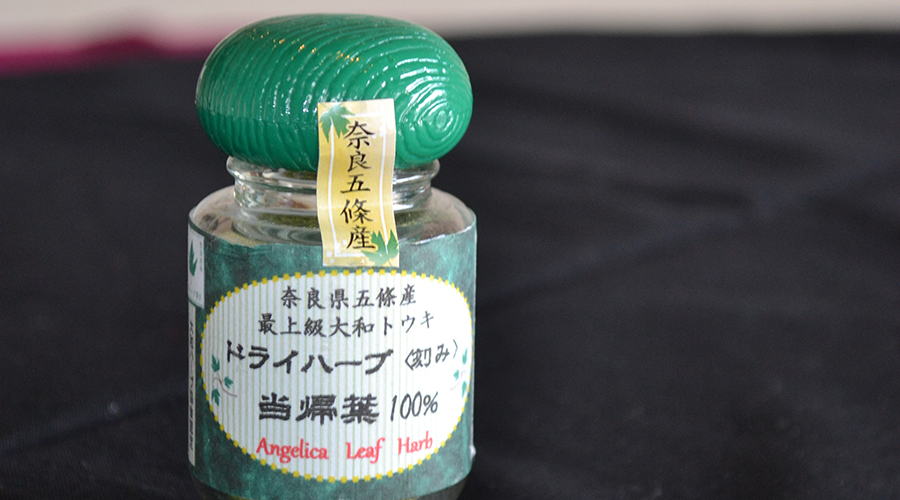 奈良五條産
奈良県五條産
最上級大和トウキ
ドライハーブ〈刻み〉
当帰葉 100%
Angelica Leaf Harb